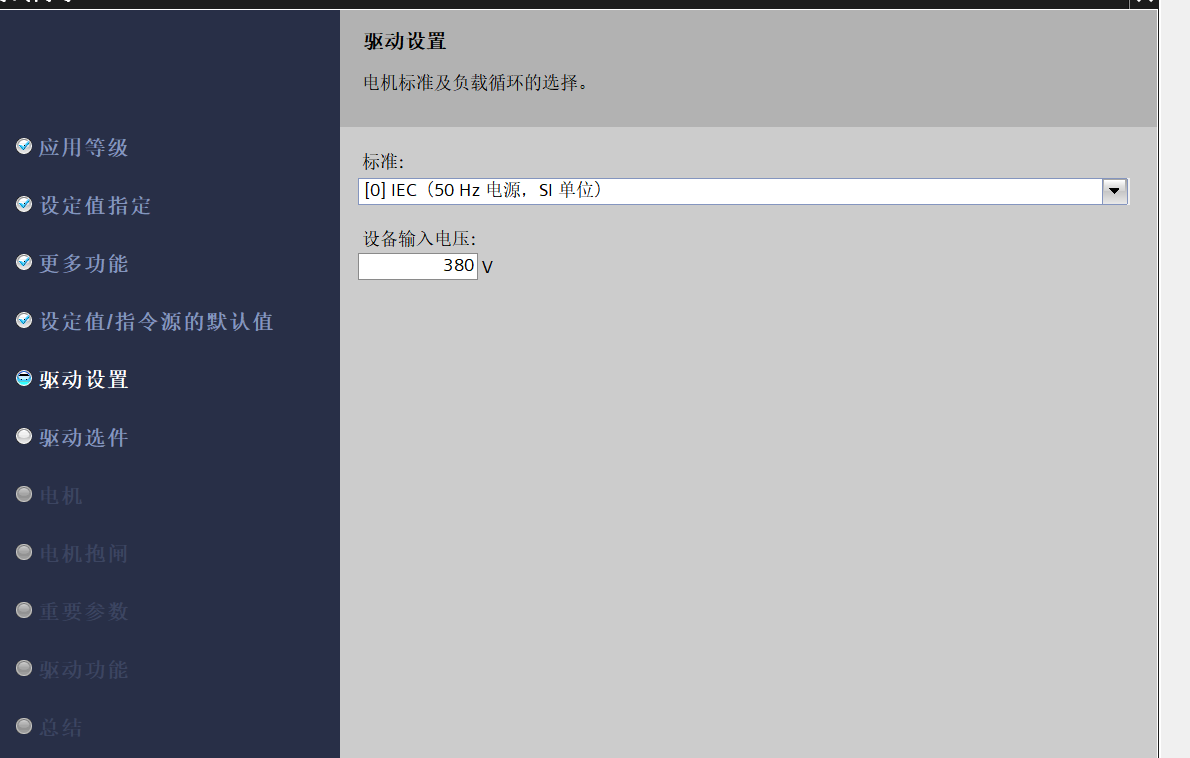 应用等级
设定值指定
更多功能
设定值/指令源的默认值
驱动设置
驱动选件
电机
电机抱闸
重要参数
驱动功能
总结
驱动设置
电机标准及负载循环的选择。
标准:
[0] IEC（50 Hz 电源，SI 单位）
设备输入电压:
380 V